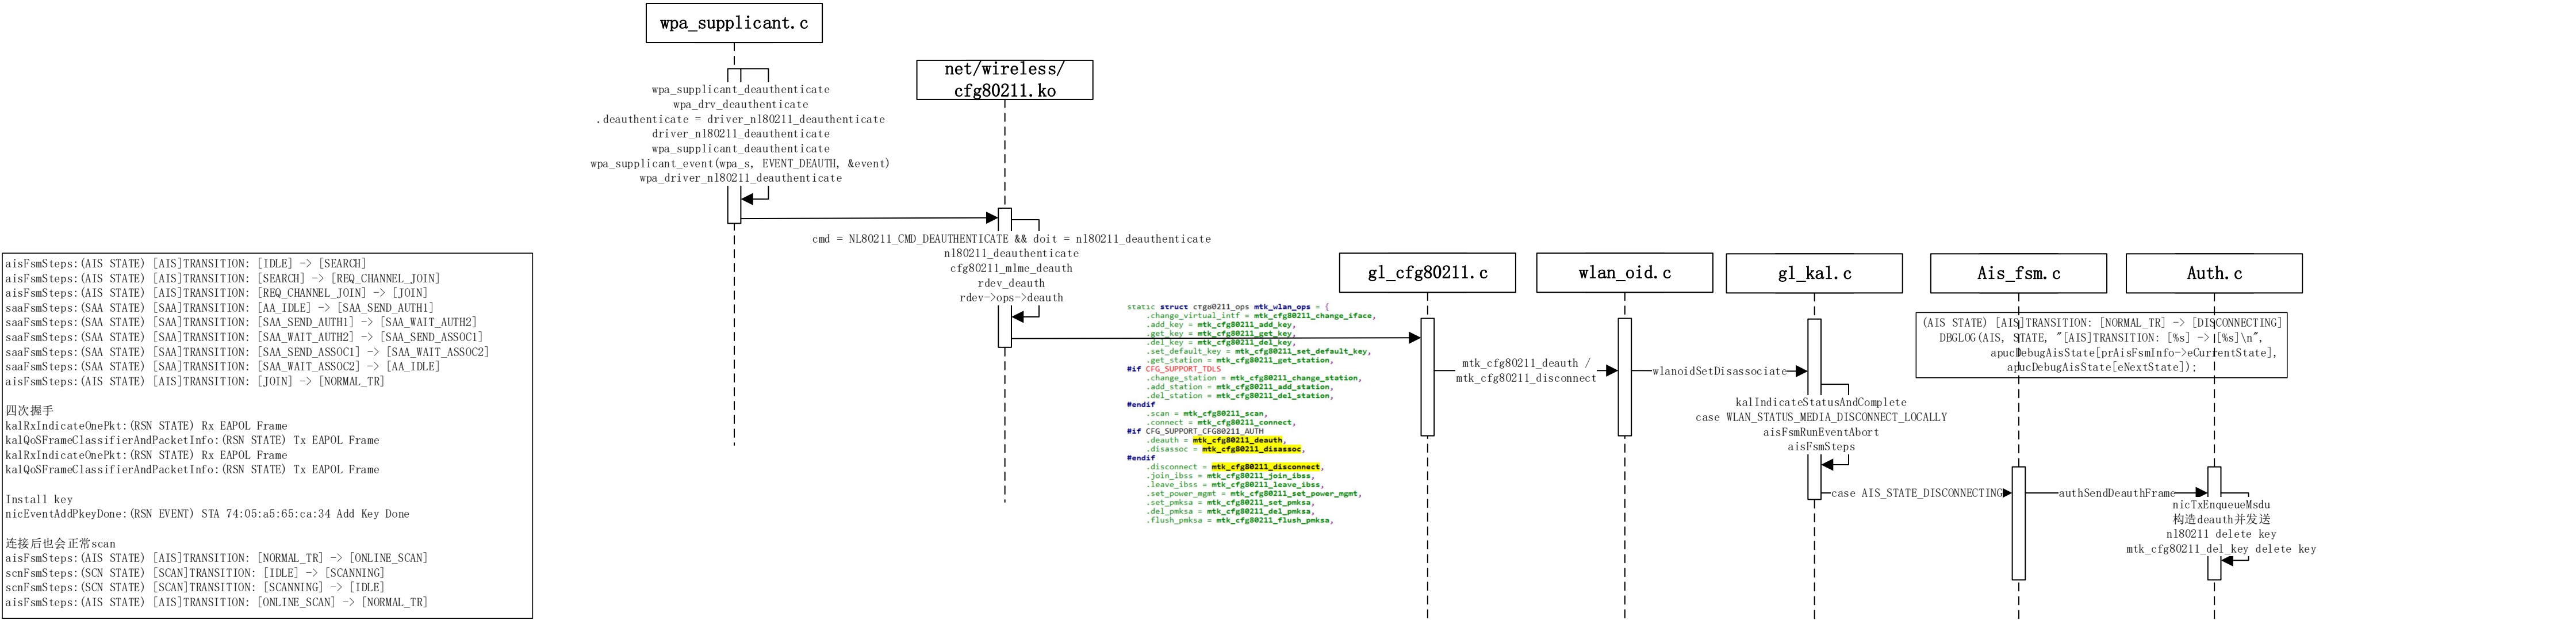 wpa_supplicant.c
wpa_supplicant_deauthenticate
wpa_drv_deauthenticate
.deauthenticate = driver_nl80211_deauthenticate
driver_nl80211_deauthenticate
wpa_supplicant_deauthenticate
wpa_supplicant_event(wpa_s, EVENT_DEAUTH, &event)
wpa_driver_nl80211_deauthenticate
net/wireless/
cfg80211.ko
cmd = NL80211_CMD_DEAUTHENTICATE && doit = nl80211_deauthenticate
nl80211_deauthenticate
cfg80211_mlme_deauth
rdev_deauth
rdev->ops->deauth
aisFsmSteps:(AIS STATE) [AIS]TRANSITION: [IDLE] -> [SEARCH]
aisFsmSteps:(AIS STATE) [AIS]TRANSITION: [SEARCH] -> [REQ_CHANNEL_JOIN]
aisFsmSteps:(AIS STATE) [AIS]TRANSITION: [REQ_CHANNEL_JOIN] -> [JOIN]
saaFsmSteps:(SAA STATE) [SAA]TRANSITION: [AA_IDLE] -> [SAA_SEND_AUTH1]
saaFsmSteps:(SAA STATE) [SAA]TRANSITION: [SAA_SEND_AUTH1] -> [SAA_WAIT_AUTH2]
saaFsmSteps:(SAA STATE) [SAA]TRANSITION: [SAA_WAIT_AUTH2] -> [SAA_SEND_ASSOC1]
saaFsmSteps:(SAA STATE) [SAA]TRANSITION: [SAA_SEND_ASSOC1] -> [SAA_WAIT_ASSOC2]
saaFsmSteps:(SAA STATE) [SAA]TRANSITION: [SAA_WAIT_ASSOC2] -> [AA_IDLE]
aisFsmSteps:(AIS STATE) [AIS]TRANSITION: [JOIN] -> [NORMAL_TR]
四次握手
kalRxIndicateOnePkt:(RSN STATE) Rx EAPOL Frame
kalQoSFrameClassifierAndPacketInfo:(RSN STATE) Tx EAPOL Frame
kalRxIndicateOnePkt:(RSN STATE) Rx EAPOL Frame
kalQoSFrameClassifierAndPacketInfo:(RSN STATE) Tx EAPOL Frame
Install key
nicEventAddPkeyDone:(RSN EVENT) STA 74:05:a5:65:ca:34 Add Key Done
连接后也会正常scan
aisFsmSteps:(AIS STATE) [AIS]TRANSITION: [NORMAL_TR] -> [ONLINE_SCAN]
scnFsmSteps:(SCN STATE) [SCAN]TRANSITION: [IDLE] -> [SCANNING]
scnFsmSteps:(SCN STATE) [SCAN]TRANSITION: [SCANNING] -> [IDLE]
aisFsmSteps:(AIS STATE) [AIS]TRANSITION: [ONLINE_SCAN] -> [NORMAL_TR]
static struct cfg80211_ops mtk_wlan_ops = {
.change_virtual_intf = mtk_cfg80211_change_iface,
.add_key = mtk_cfg80211_add_key,
.get_key = mtk_cfg80211_get_key,
.del_key = mtk_cfg80211_del_key,
.set_default_key = mtk_cfg80211_set_default_key,
.get_station = mtk_cfg80211_get_station,
#if CFG_SUPPORT_TDLS
.change_station = mtk_cfg80211_change_station,
.add_station = mtk_cfg80211_add_station,
.del_station = mtk_cfg80211_del_station,
#endif
.scan = mtk_cfg80211_scan,
.connect = mtk_cfg80211_connect,
#if CFG_SUPPORT_CFG80211_AUTH
.deauth = mtk_cfg80211_deauth,
.disassoc = mtk_cfg80211_disassoc,
#endif
.disconnect = mtk_cfg80211_disconnect,
.join_ibss = mtk_cfg80211_join_ibss,
.leave_ibss = mtk_cfg80211_leave_ibss,
.set_power_mgmt = mtk_cfg80211_set_power_mgmt,
.set_pmksa = mtk_cfg80211_set_pmksa,
.del_pmksa = mtk_cfg80211_del_pmksa,
.flush_pmksa = mtk_cfg80211_flush_pmksa,
gl_cfg80211.c
mtk_cfg80211_deauth /
mtk_cfg80211_disconnect
wlan_oid.c
wlanoidSetDisassociate
gl_kal.c
kalIndicateStatusAndComplete
case WLAN_STATUS_MEDIA_DISCONNECT_LOCALLY
aisFsmRunEventAbort
aisFsmSteps
case AIS_STATE_DISCONNECTING
Ais_fsm.c
Auth.c
(AIS STATE) [AIS]TRANSITION: [NORMAL_TR] -> [DISCONNECTING]
DBGLOG(AIS, STATE, "[AIS]TRANSITION: [%s] -> [%s]\n",
apucDebugAisState[prAisFsmInfo->eCurrentState],
apucDebugAisState[eNextState]);
authSendDeauthFrame
nicTxEnqueueMsdu
构造deauth并发送
nl80211 delete key
mtk_cfg80211_del_key delete key